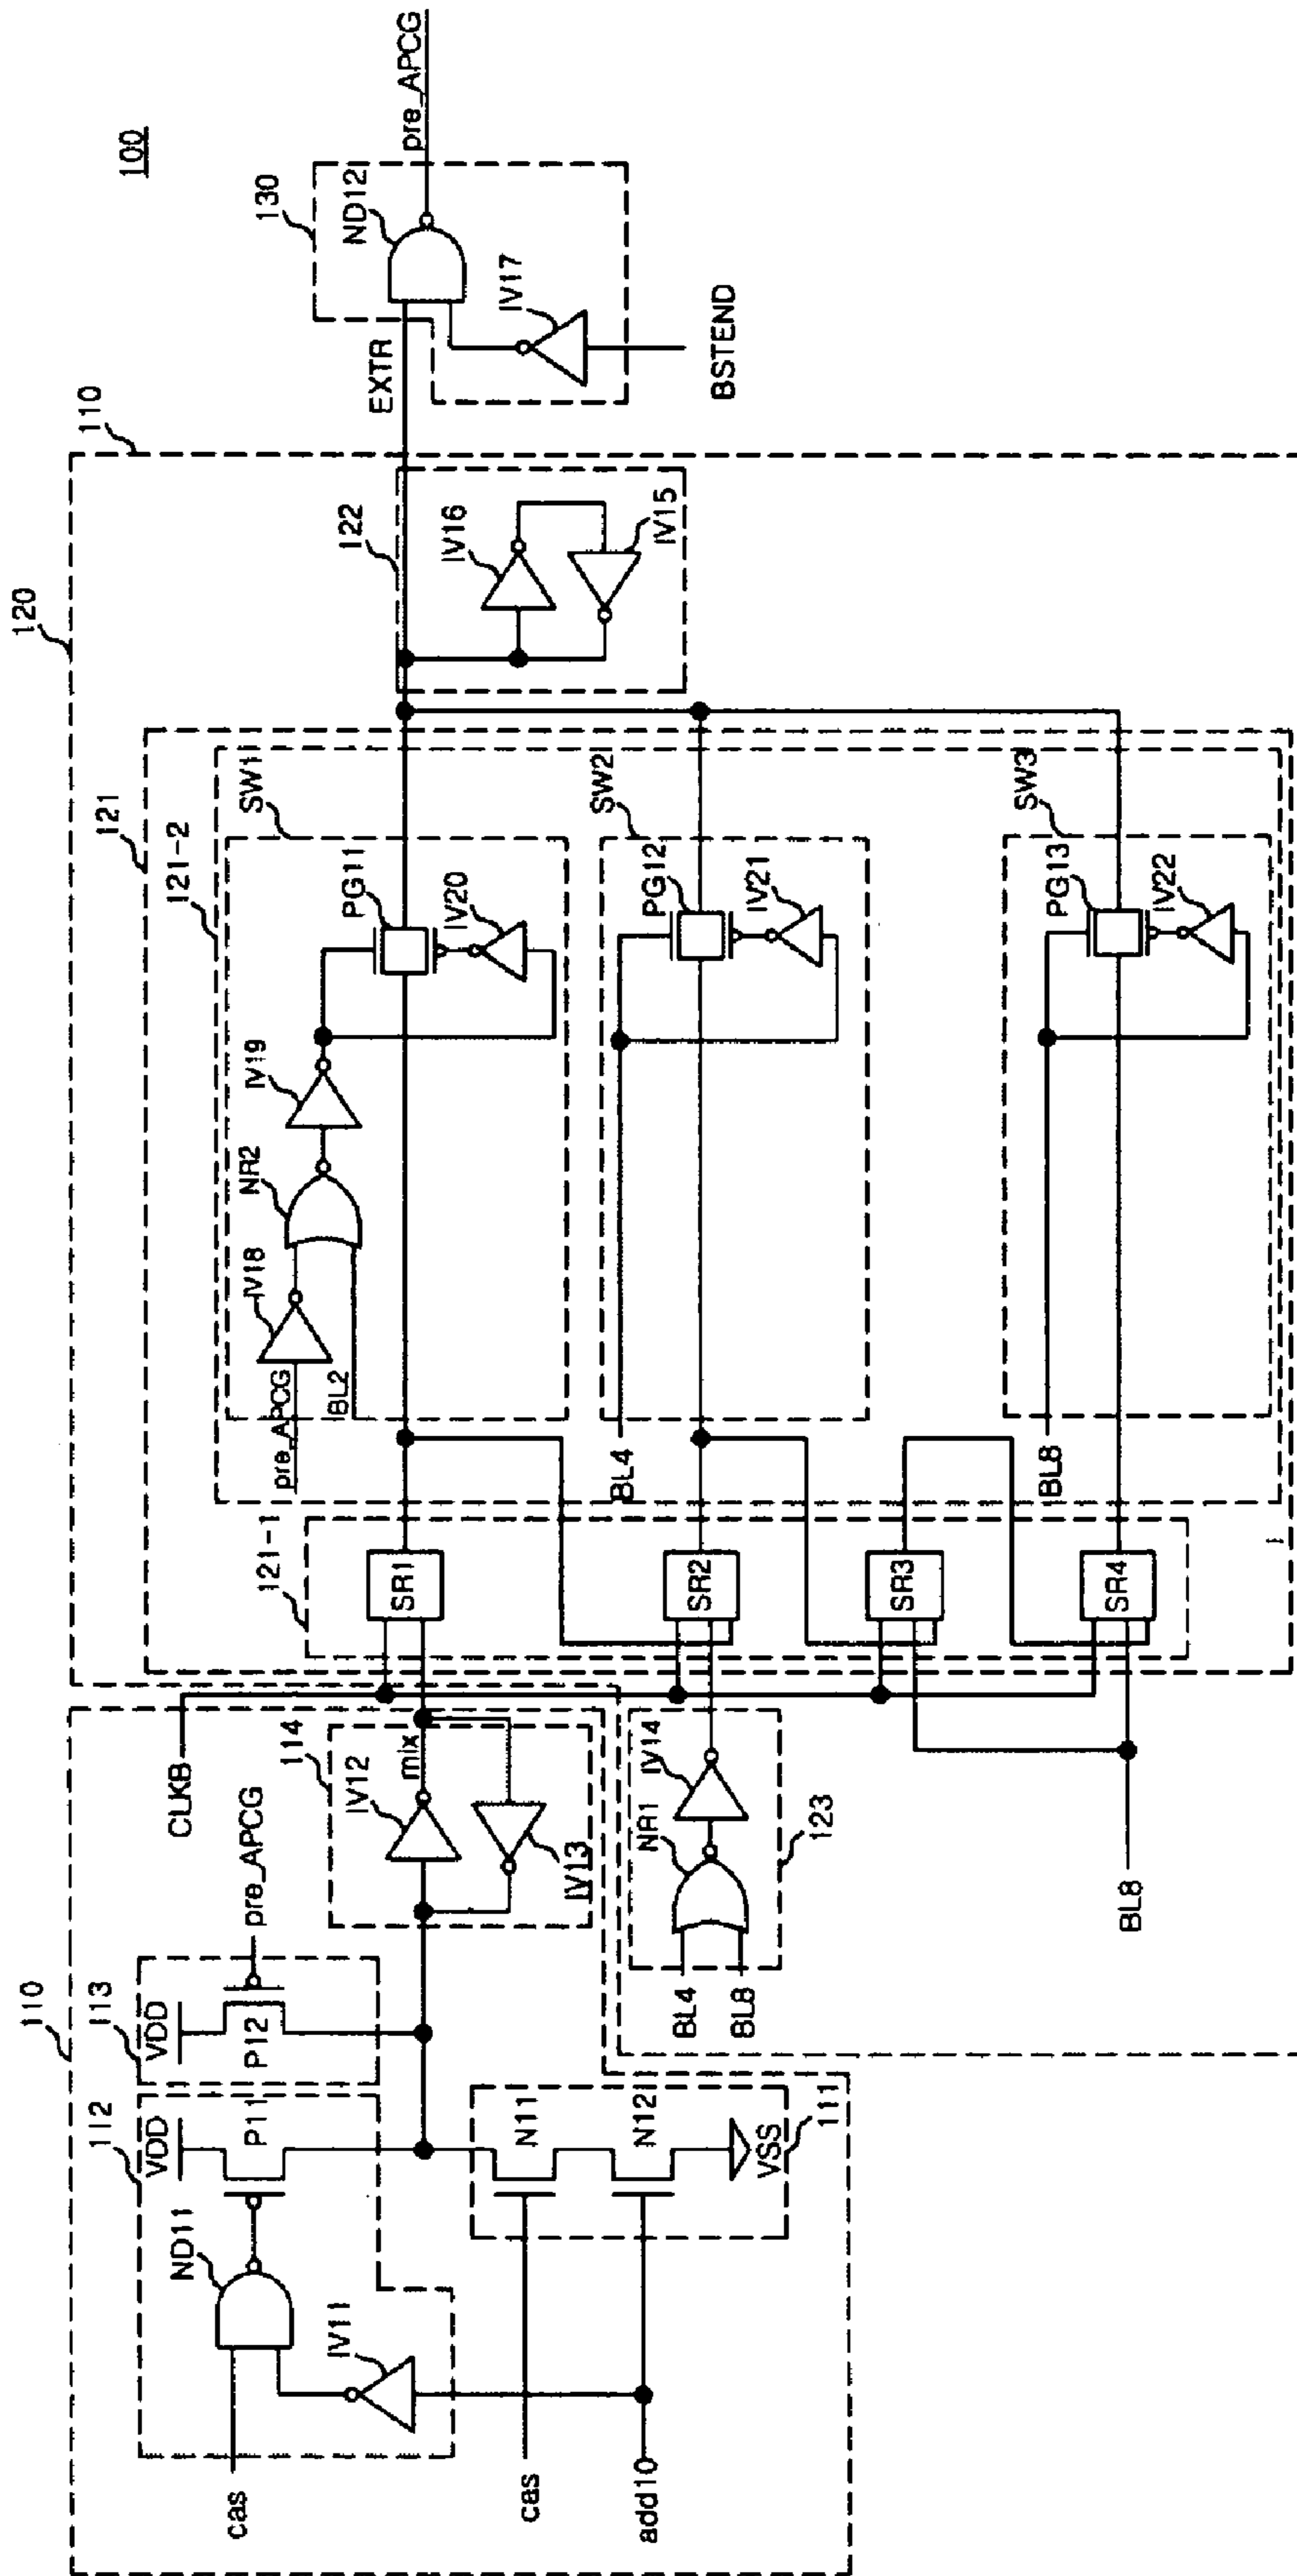 100
110
112
VDD
ND11
P11
IV11
cas
cas
add10
N11
N12
VSS
111
113
VDD
P12
pre_APCG
114
IV12
mix
IV13
CLKB
BL4
BL8
NR1
IV14
123
BL8
120
121
121-1
SR1
SR2
SR3
SR4
121-2
pre_APCG
BL2
IV18
NR2
IV19
PG11
IV20
SW1
BL4
PG12
IV21
SW2
BL8
PG13
IV22
SW3
122
IV16
IV15
110
EXTR
BSTEND
IV17
ND12
130
pre_APCG